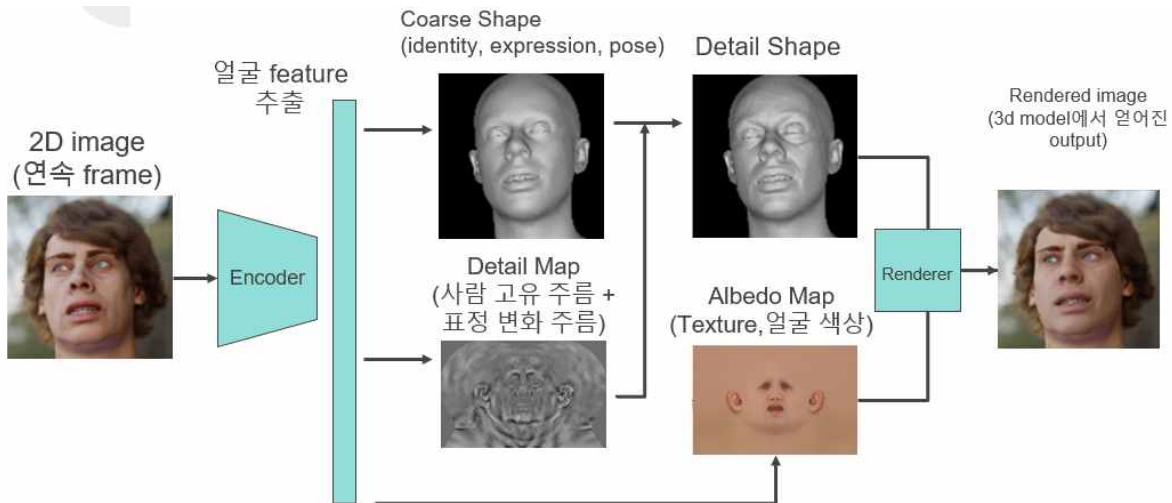 2D image
(연속 frame)
Encoder
얼굴 feature
추출
Coarse Shape
(identity, expression, pose)
Detail Map
(사람 고유 주름 +
표정 변화 주름)
Detail Shape
Albedo Map
(Texture,얼굴 색상)
Renderer
Rendered image
(3d model에서 얻어진
output)